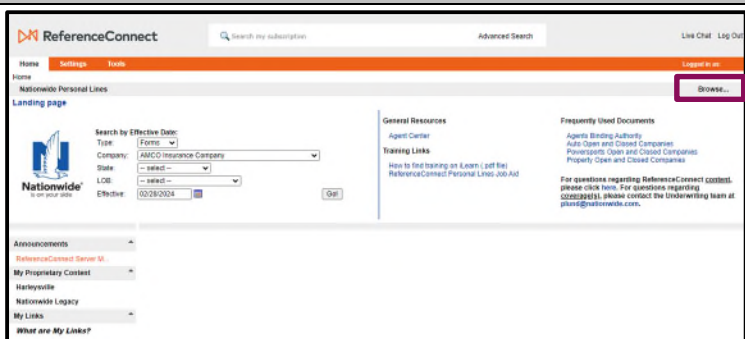 ReferenceConnect
Search my subscription
Advanced Search
Live Chat Log Out
Home Settings Tools
Logged in as:
Home
Nationwide Personal Lines
Browse...
Landing page
Nationwide
is on your side
Search by Effective Date:
Type: Forms
Company: AMCO Insurance Company
State: -- select --
LOB: -- select --
Effective: 02/28/2024
Go!
General Resources
Agent Center
Training Links
How to find training on iLearn (.pdf file)
ReferenceConnect Personal Lines Job Aid
Frequently Used Documents
Agents Binding Authority
Auto Open and Closed Companies
Powersports Open and Closed Companies
Property Open and Closed Companies
For questions regarding ReferenceConnect content,
please click here. For questions regarding
coverage(s), please contact the Underwriting team at
plund@nationwide.com.
Announcements
ReferenceConnect Server M...
My Proprietary Content
Harleysville
Nationwide Legacy
My Links
What are My Links?